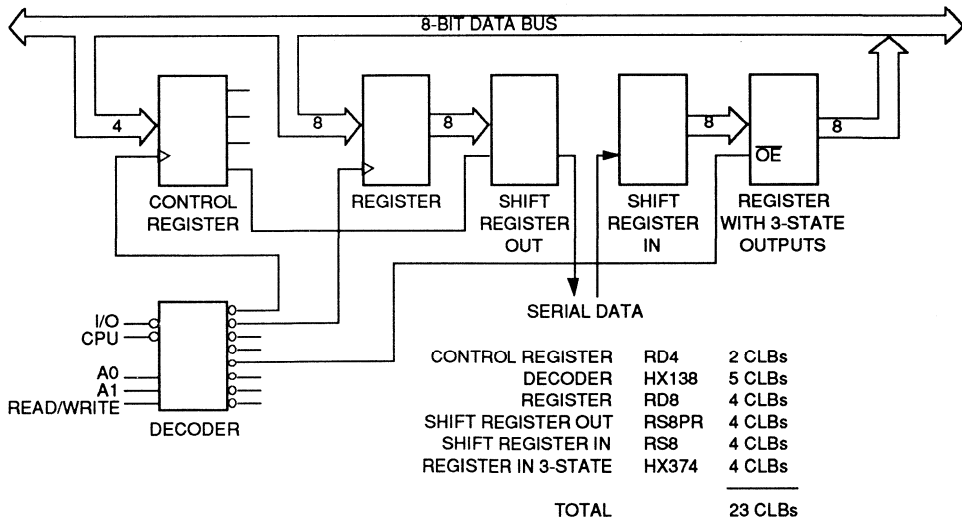 8-BIT DATA BUS
4
8
8
8
8
OE
CONTROL
REGISTER
REGISTER
SHIFT
REGISTER
OUT
SHIFT
REGISTER
IN
REGISTER
WITH 3-STATE
OUTPUTS
SERIAL DATA
I/O
CPU
A0
A1
READ/WRITE
DECODER
CONTROL REGISTER RD4 2 CLBs
DECODER HX138 5 CLBs
REGISTER RD8 4 CLBs
SHIFT REGISTER OUT RS8PR 4 CLBs
SHIFT REGISTER IN RS8 4 CLBs
REGISTER IN 3-STATE HX374 4 CLBs
TOTAL 23 CLBs